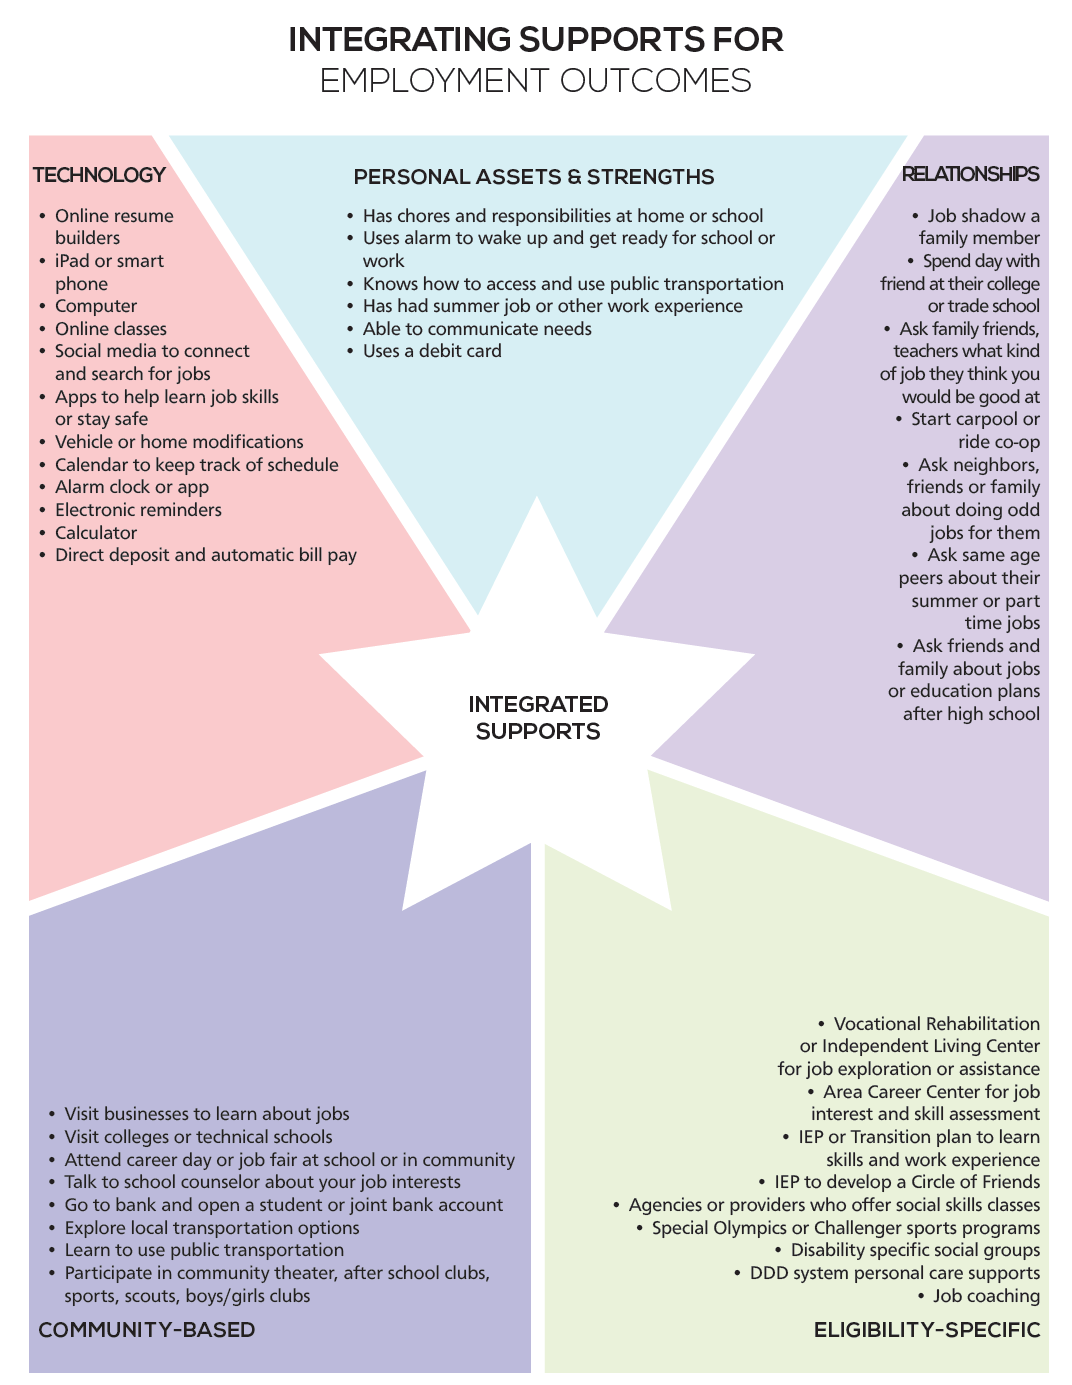 INTEGRATING SUPPORTS FOR
EMPLOYMENT OUTCOMES
TECHNOLOGY
• Online resume
builders
• iPad or smart
phone
• Computer
• Online classes
• Social media to connect
and search for jobs
• Apps to help learn job skills
or stay safe
• Vehicle or home modifications
• Calendar to keep track of schedule
• Alarm clock or app
• Electronic reminders
• Calculator
• Direct deposit and automatic bill pay
PERSONAL ASSETS & STRENGTHS
• Has chores and responsibilities at home or school
• Uses alarm to wake up and get ready for school or
work
• Knows how to access and use public transportation
• Has had summer job or other work experience
• Able to communicate needs
• Uses a debit card
RELATIONSHIPS
• Job shadow a
family member
• Spend day with
friend at their college
or trade school
• Ask family friends,
teachers what kind
of job they think you
would be good at
• Start carpool or
ride co-op
• Ask neighbors,
friends or family
about doing odd
jobs for them
• Ask same age
peers about their
summer or part
time jobs
• Ask friends and
family about jobs
or education plans
after high school
INTEGRATED
SUPPORTS
• Visit businesses to learn about jobs
• Visit colleges or technical schools
• Attend career day or job fair at school or in community
• Talk to school counselor about your job interests
• Go to bank and open a student or joint bank account
• Explore local transportation options
• Learn to use public transportation
• Participate in community theater, after school clubs,
sports, scouts, boys/girls clubs
COMMUNITY-BASED
• Vocational Rehabilitation
or Independent Living Center
for job exploration or assistance
• Area Career Center for job
interest and skill assessment
• IEP or Transition plan to learn
skills and work experience
• IEP to develop a Circle of Friends
• Agencies or providers who offer social skills classes
• Special Olympics or Challenger sports programs
• Disability specific social groups
• DDD system personal care supports
• Job coaching
ELIGIBILITY-SPECIFIC